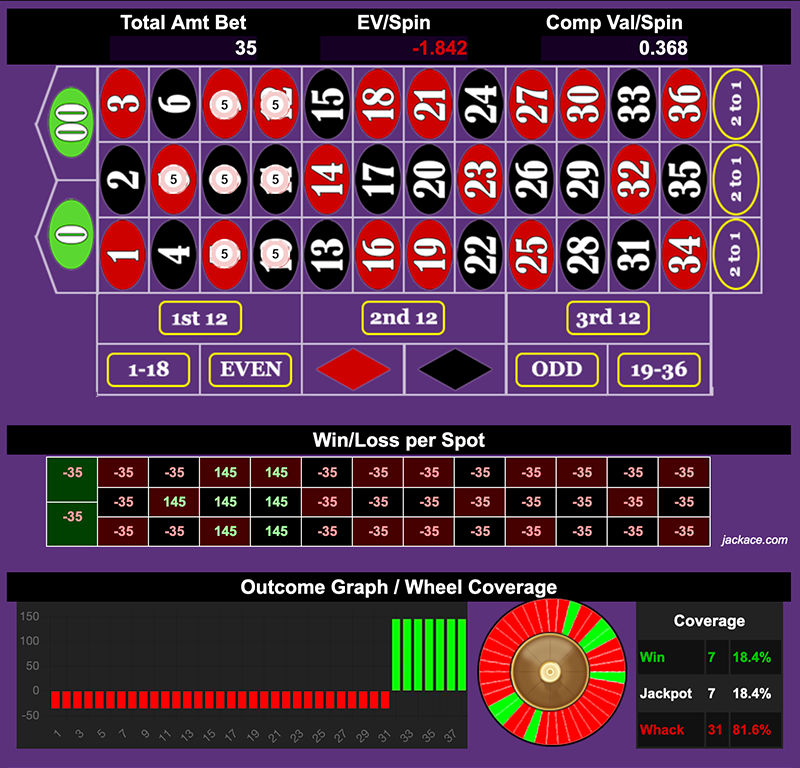 Total Amt Bet EV/Spin Comp Val/Spin
35 -1.842 0.368
00 3 6 5 5 15 18 21 24 27 30 33 36 2 to 1
2 5 5 5 14 17 20 23 26 29 32 35 2 to 1
0 1 4 5 5 13 16 19 22 25 28 31 34 2 to 1
1st 12 2nd 12 3rd 12
1-18 EVEN ODD 19-36
Win/Loss per Spot
-35 -35 -35 145 145 -35 -35 -35 -35 -35 -35 -35 -35
-35 145 145 145 -35 -35 -35 -35 -35 -35 -35 -35
-35 -35 -35 145 145 -35 -35 -35 -35 -35 -35 -35 -35
jackace.com
Outcome Graph / Wheel Coverage
150
100
50
0
-50
1 3 5 7 9 11 13 15 17 19 21 23 25 27 29 31 33 35 37
Coverage
Win 7 18.4%
Jackpot 7 18.4%
Whack 31 81.6%